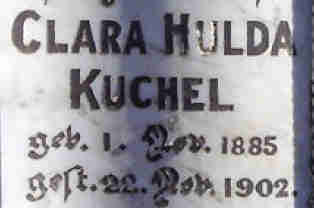 CLARA HULDA
KUCHEL
geb. 1. Nov. 1885
gest. 22. Nov. 1902.